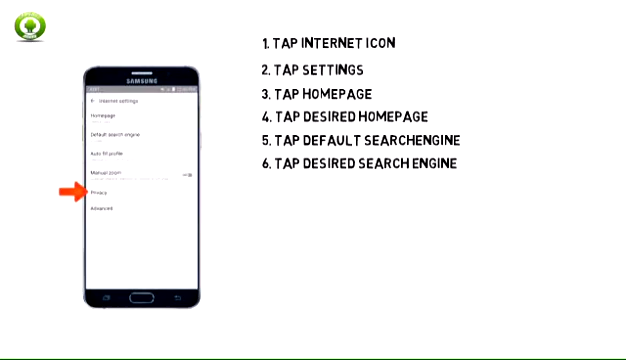 1. TAP INTERNET ICON
2. TAP SETTINGS
3. TAP HOMEPAGE
4. TAP DESIRED HOMEPAGE
5. TAP DEFAULT SEARCHENGINE
6. TAP DESIRED SEARCH ENGINE
SAMSUNG
Internet settings
Homepage
Default search engine
Auto fill profile
Manual zoom
Privacy
Advanced